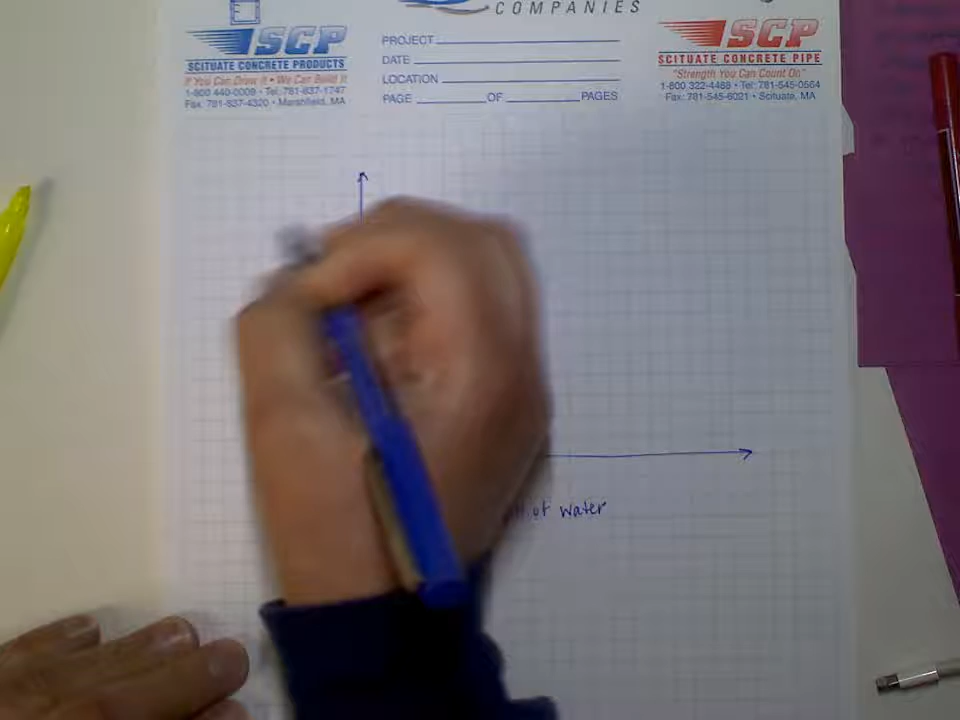 COMPANIES
SCP
SCITUATE CONCRETE PRODUCTS
If You Can Draw It • We Can Build It
1-800 440-0009 • Tel: 781-837-1747
Fax: 781-837-4320 • Marshfield, MA
PROJECT
DATE
LOCATION
PAGE OF PAGES
SCP
SCITUATE CONCRETE PIPE
"Strength You Can Count On"
1-800 322-4488 • Tel: 781-545-0564
Fax: 781-545-6021 • Scituate, MA
of water